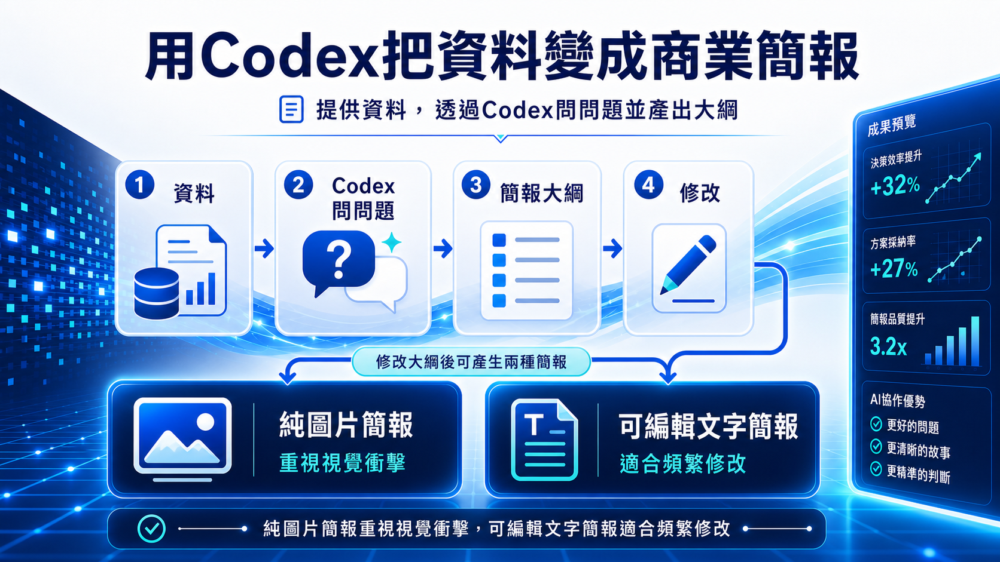 用Codex把資料變成商業簡報
提供資料，透過Codex問問題並產出大綱
1 資料
2 Codex
問問題
?
3 簡報大綱
4 修改
修改大綱後可產生兩種簡報
純圖片簡報
重視視覺衝擊
T
可編輯文字簡報
適合頻繁修改
純圖片簡報重視視覺衝擊，可編輯文字簡報適合頻繁修改
成果預覽
決策效率提升
+32%
方案採納率
+27%
簡報品質提升
3.2x
AI協作優勢
更好的問題
更清晰的故事
更精準的判斷